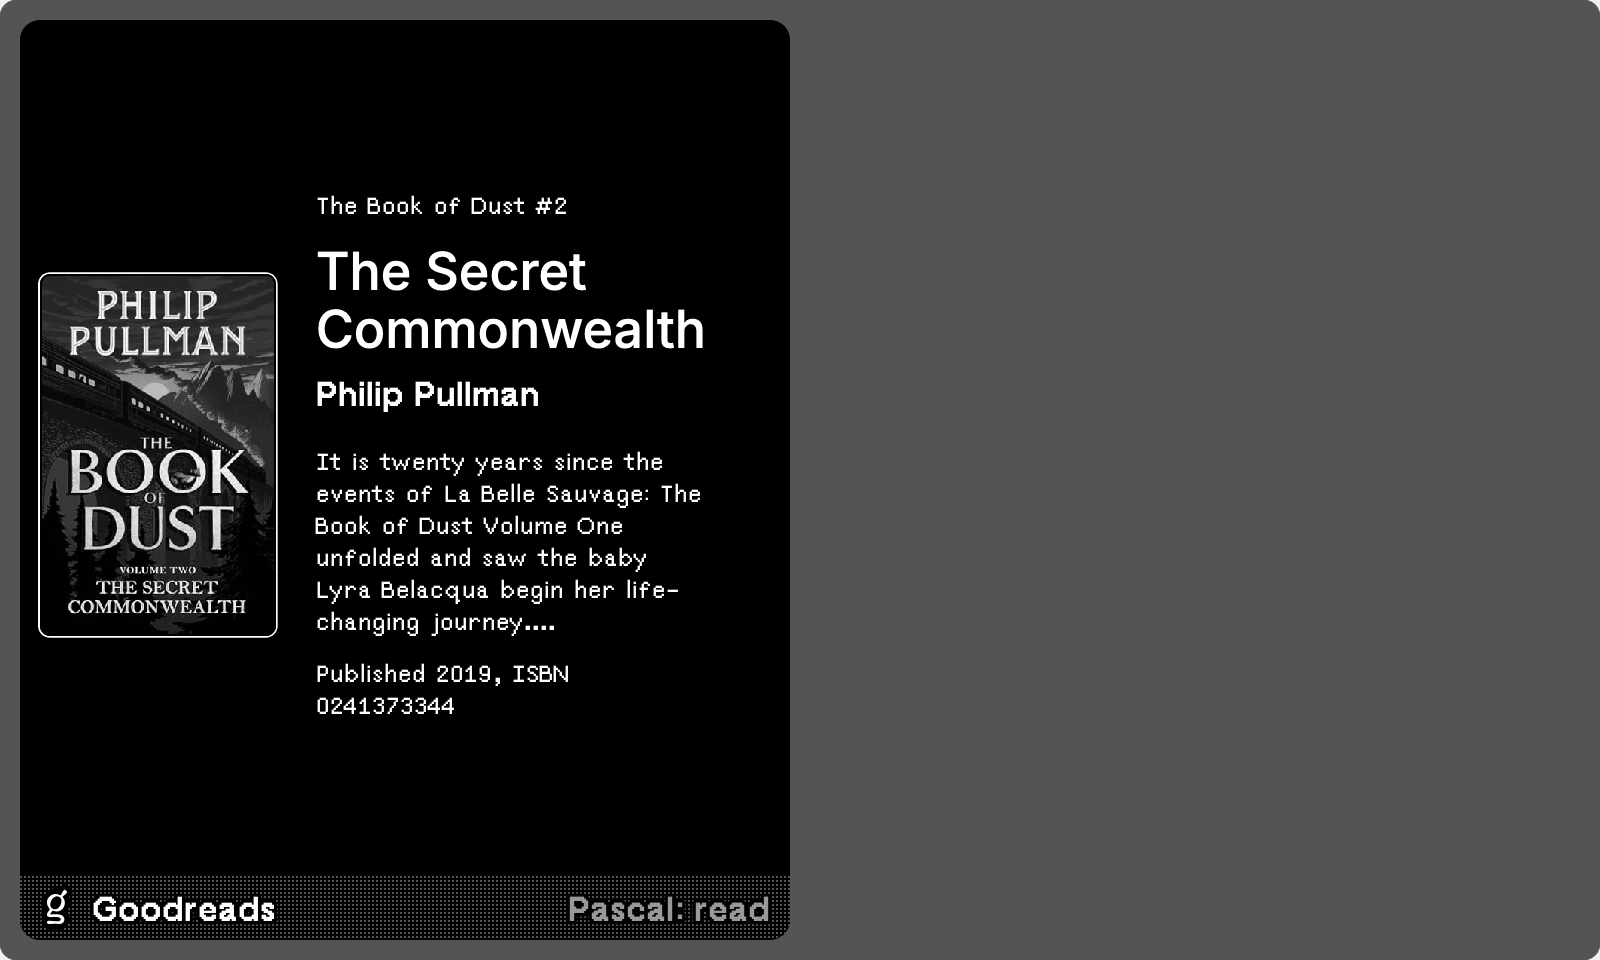 The Book of Dust #2
The Secret
Commonwealth
Philip Pullman
It is twenty years since the
events of La Belle Sauvage: The
Book of Dust Volume One
unfolded and saw the baby
Lyra Belacqua begin her life-
changing journey....
Published 2019, ISBN
0241373344
PHILIP
PULLMAN
THE
BOOK
OF
DUST
VOLUME TWO
THE SECRET
COMMONWEALTH
g Goodreads
Pascal: read